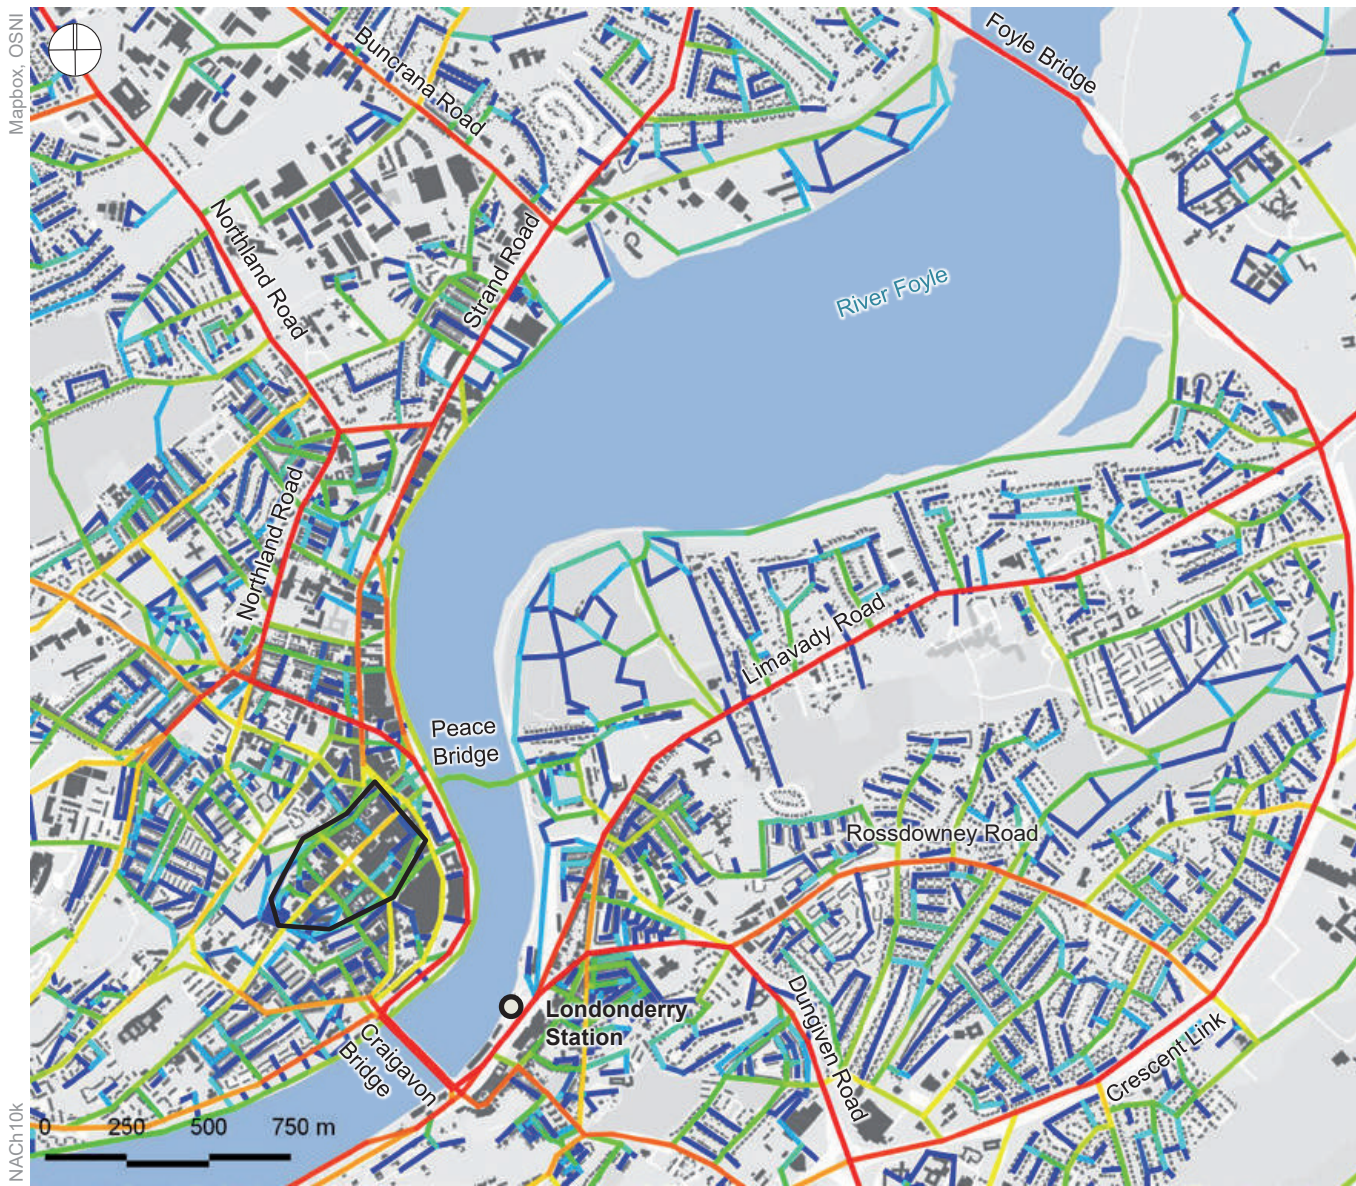 Mapbox, OSNI
Foyle Bridge
Buncrana Road
Northland Road
Strand Road
River Foyle
Northland Road
Limavady Road
Peace
Bridge
Rossdowney Road
Londonderry
Station
Dungiven Road
Crescent Link
Craigavon
Bridge
0 250 500 750 m
NACh10k